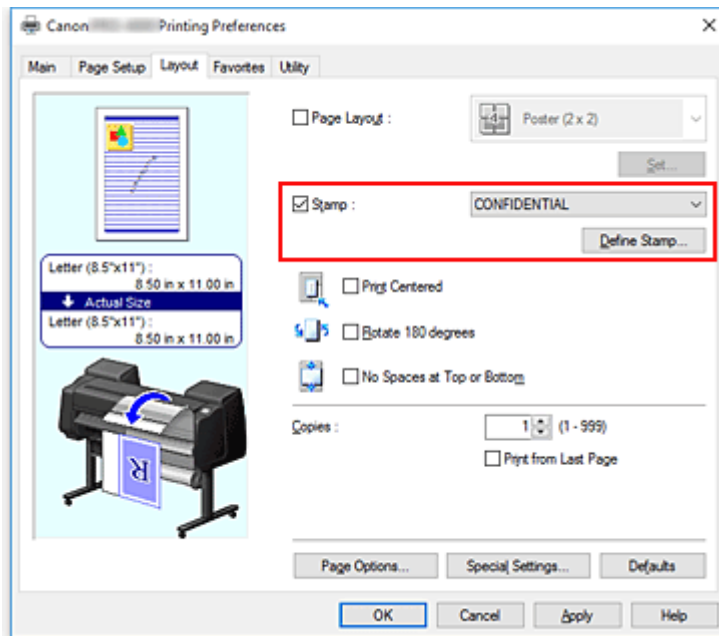 Canon Printing Preferences
Main Page Setup Layout Favorites Utility
Page Layout :
Poster (2 x 2)
Set...
Stamp :
CONFIDENTIAL
Define Stamp...
Letter (8.5"x11") :
8.50 in x 11.00 in
Actual Size
Letter (8.5"x11") :
8.50 in x 11.00 in
Print Centered
Rotate 180 degrees
No Spaces at Top or Bottom
Copies :
1 (1 - 999)
Print from Last Page
R
Page Options... Special Settings... Defaults
OK Cancel Apply Help